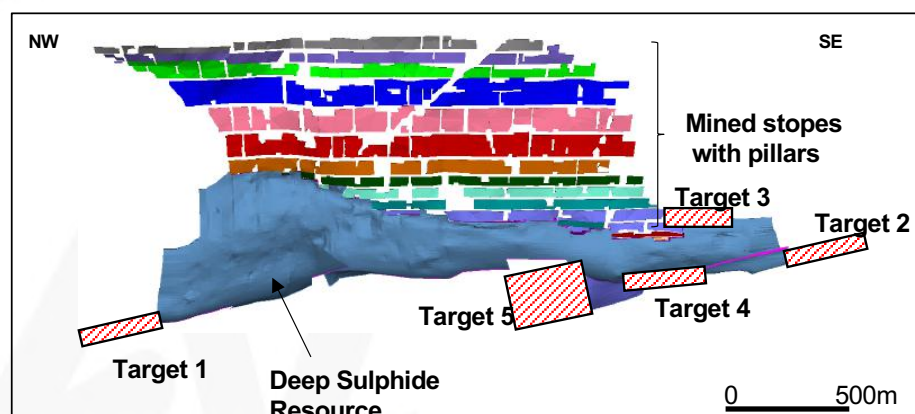 NW
SE
Mined stopes
with pillars
Target 3
Target 2
Target 5
Target 4
Target 1
Deep Sulphide
Resource
0 500m